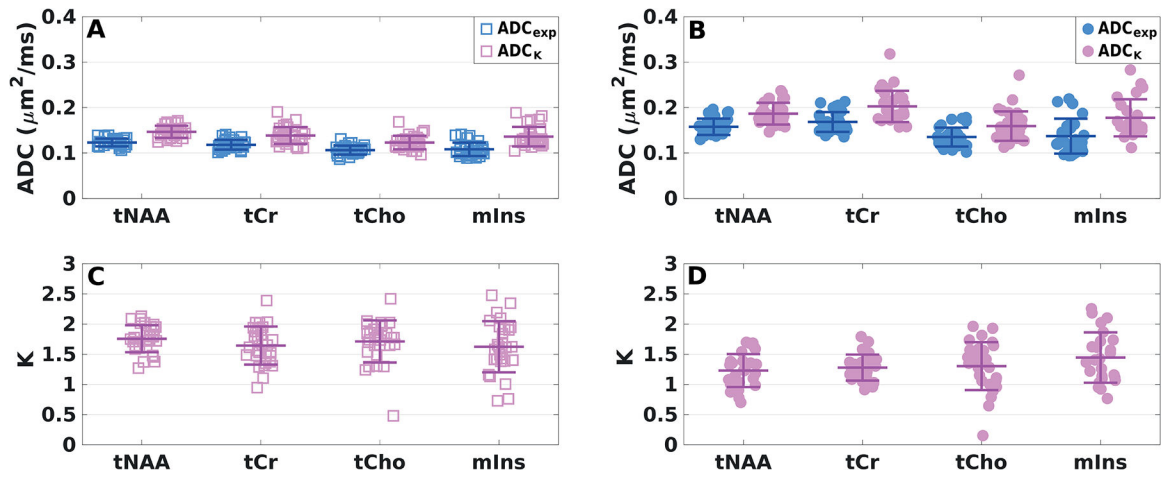 A
ADC (μm²/ms)
0.4
0.3
0.2
0.1
0
ADCexp
ADCK
tNAA tCr tCho mIns
B
ADC (μm²/ms)
0.4
0.3
0.2
0.1
0
ADCexp
ADCK
tNAA tCr tCho mIns
C
K
3
2.5
2
1.5
1
0.5
0
tNAA tCr tCho mIns
D
K
3
2.5
2
1.5
1
0.5
0
tNAA tCr tCho mIns